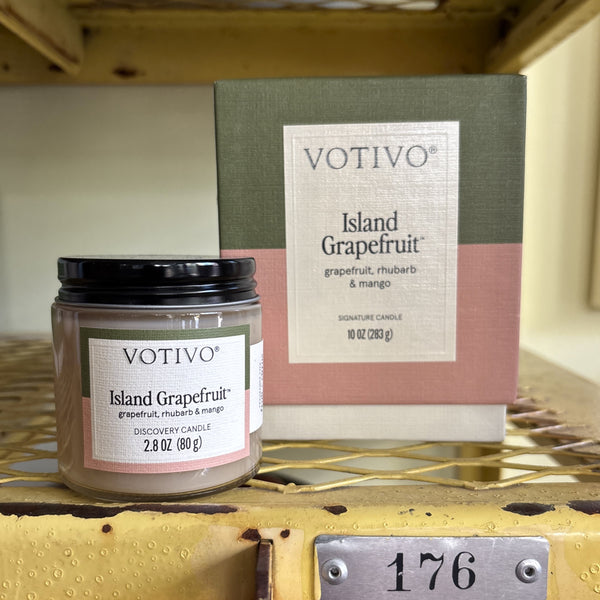 VOTIVO®
Island
Grapefruit™
grapefruit, rhubarb
& mango
SIGNATURE CANDLE
10 OZ (283 g)
VOTIVO®
Island Grapefruit™
grapefruit, rhubarb & mango
DISCOVERY CANDLE
2.8 OZ (80 g)
176